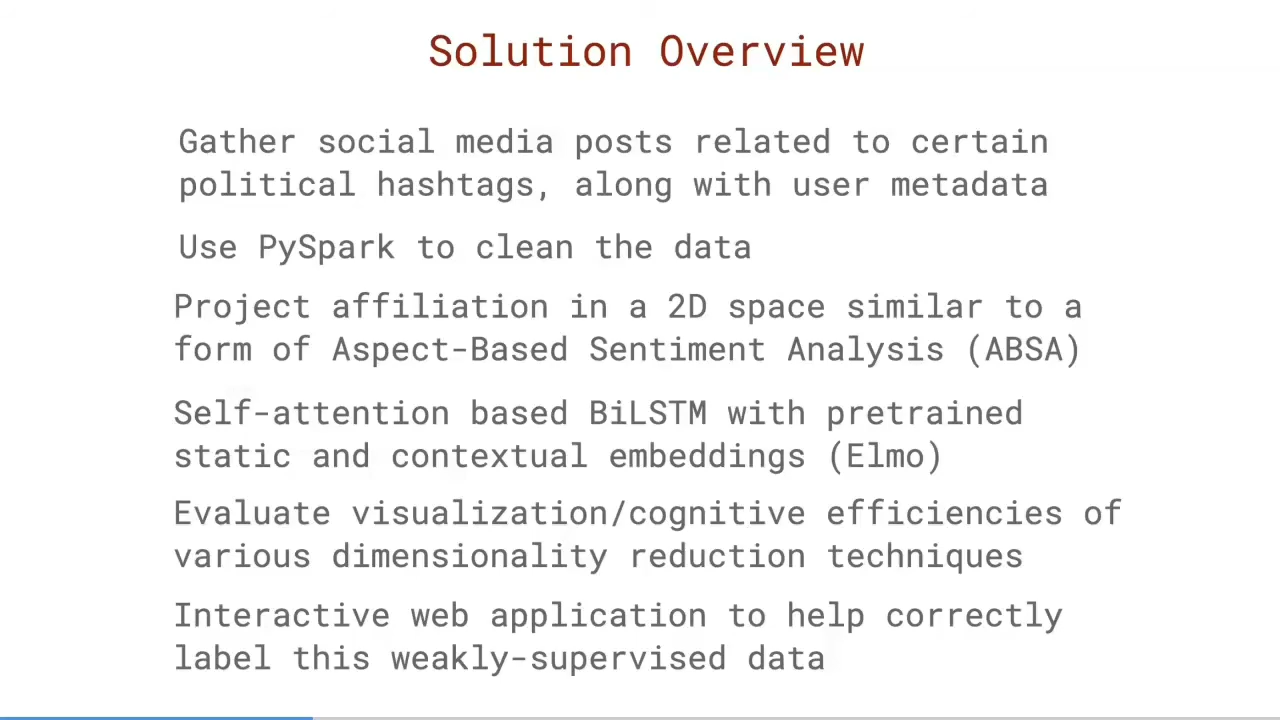 Solution Overview
Gather social media posts related to certain
political hashtags, along with user metadata
Use PySpark to clean the data
Project affiliation in a 2D space similar to a
form of Aspect-Based Sentiment Analysis (ABSA)
Self-attention based BiLSTM with pretrained
static and contextual embeddings (Elmo)
Evaluate visualization/cognitive efficiencies of
various dimensionality reduction techniques
Interactive web application to help correctly
label this weakly-supervised data